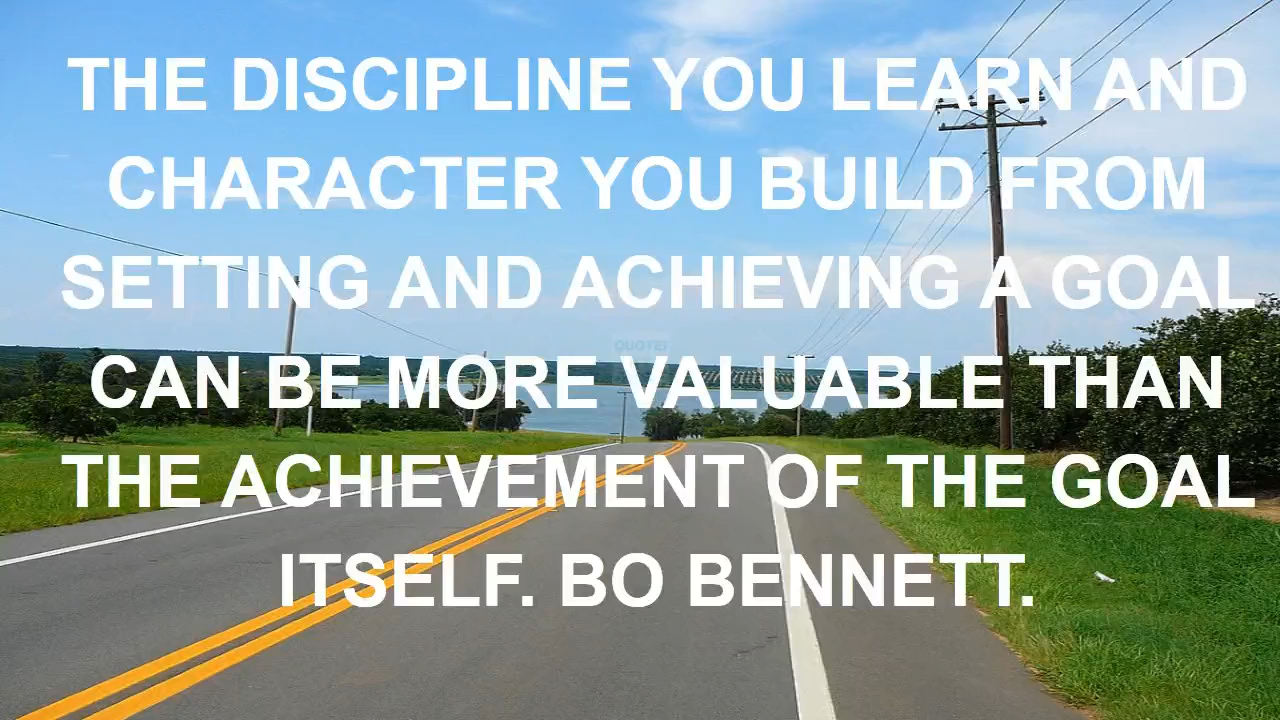 THE DISCIPLINE YOU LEARN AND
CHARACTER YOU BUILD FROM
SETTING AND ACHIEVING A GOAL
CAN BE MORE VALUABLE THAN
THE ACHIEVEMENT OF THE GOAL
ITSELF. BO BENNETT.